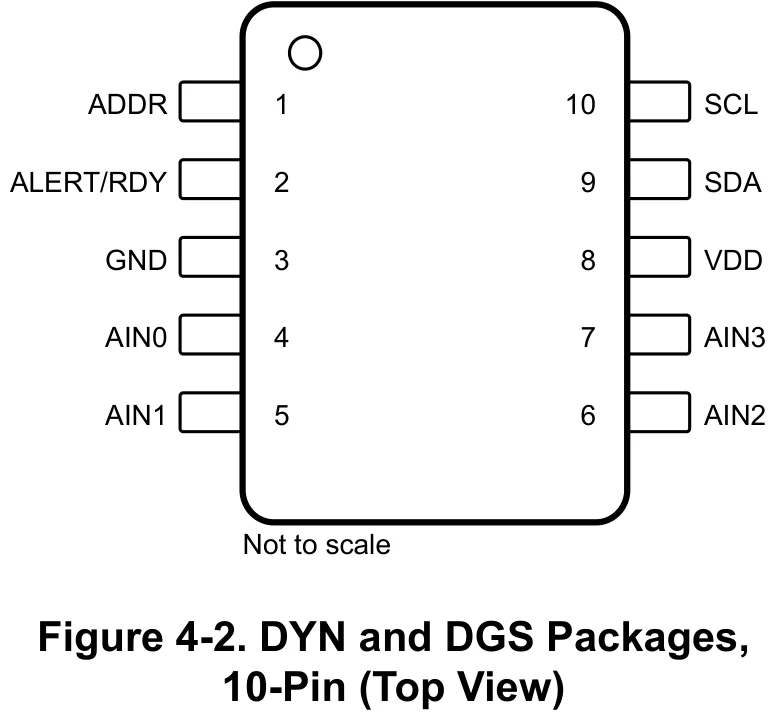 ADDR 1 10 SCL
ALERT/RDY 2 9 SDA
GND 3 8 VDD
AIN0 4 7 AIN3
AIN1 5 6 AIN2
Not to scale
Figure 4-2. DYN and DGS Packages,
10-Pin (Top View)